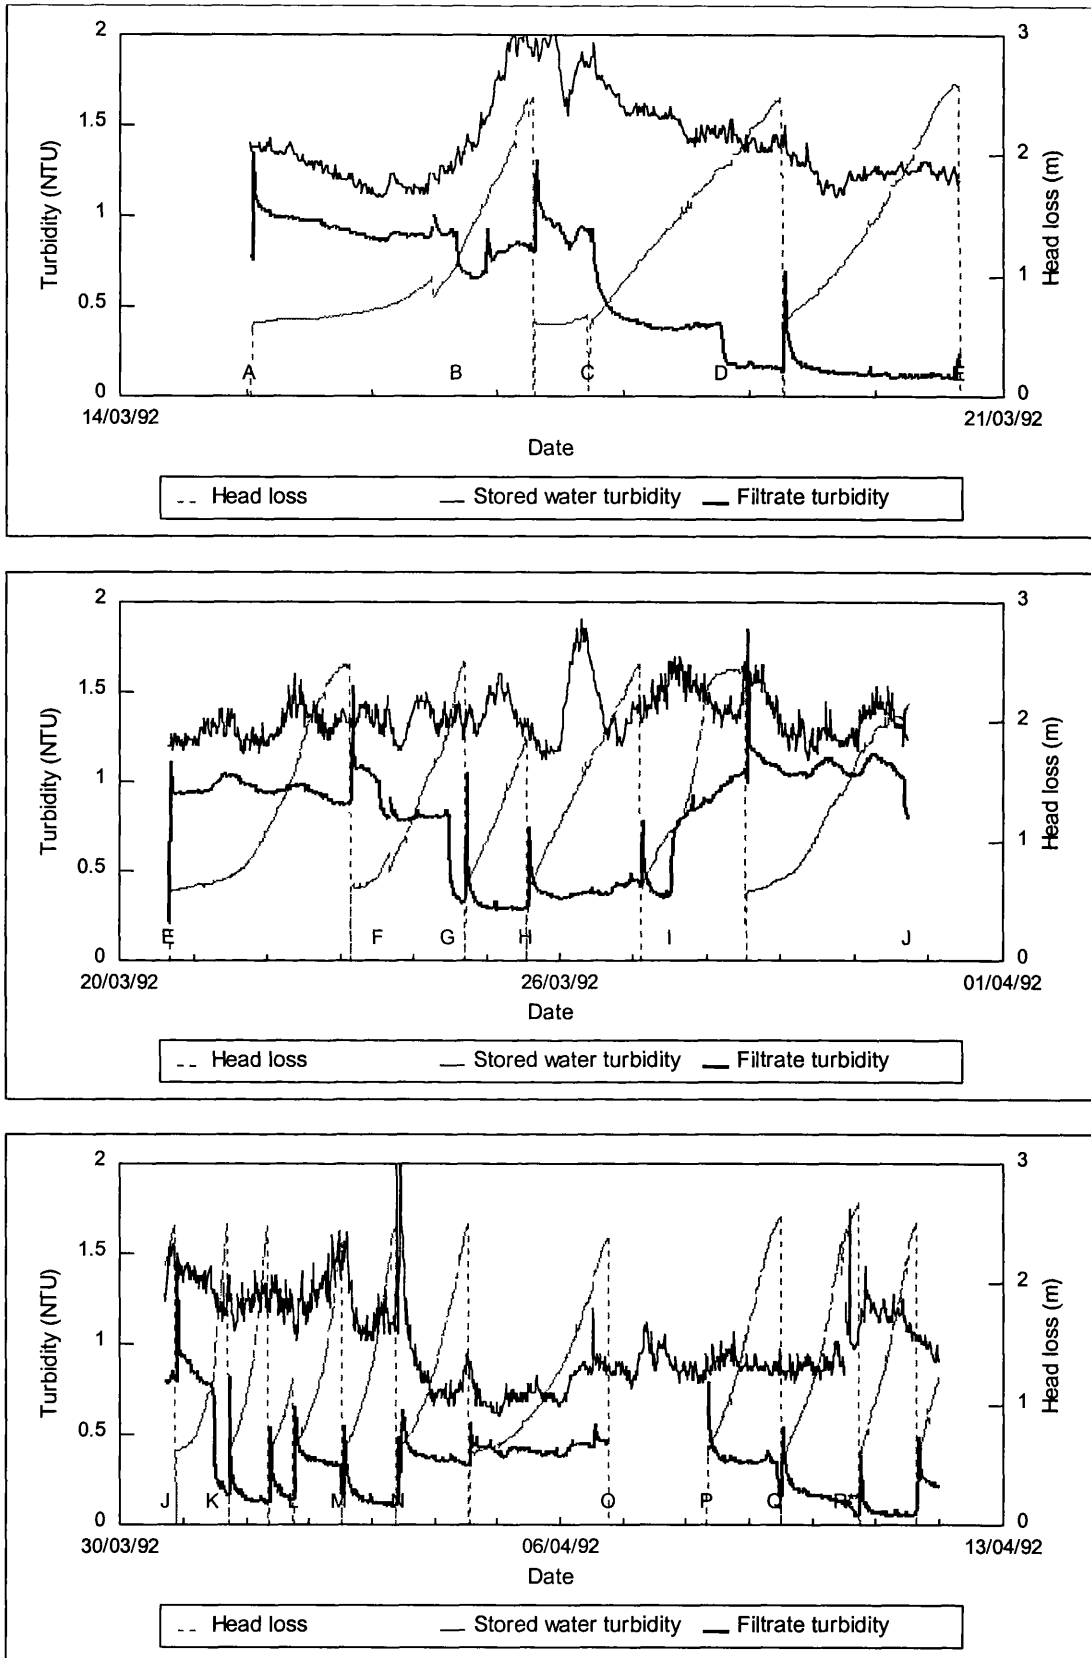 2 3
1.5 2
1 1
0.5
0 0
Turbidity (NTU)
Head loss (m)
A B C D E
14/03/92 21/03/92
Date
Head loss Stored water turbidity Filtrate turbidity
2 3
1.5 2
1 1
0.5
0 0
Turbidity (NTU)
Head loss (m)
E F G H I J
20/03/92 26/03/92 01/04/92
Date
Head loss Stored water turbidity Filtrate turbidity
2 3
1.5 2
1 1
0.5
0 0
Turbidity (NTU)
Head loss (m)
J K L M N O P Q R
30/03/92 06/04/92 13/04/92
Date
Head loss Stored water turbidity Filtrate turbidity